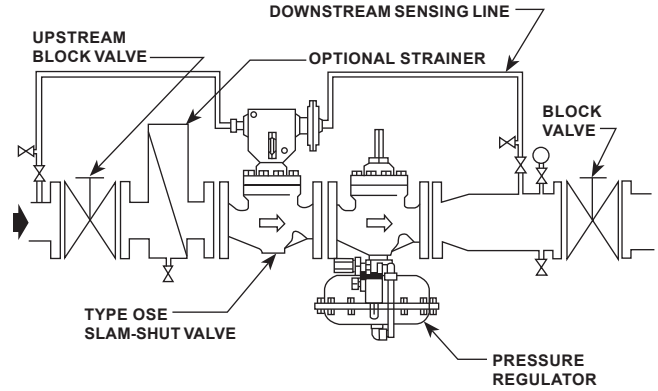 DOWNSTREAM SENSING LINE
UPSTREAM
BLOCK VALVE
OPTIONAL STRAINER
BLOCK
VALVE
TYPE OSE
SLAM-SHUT VALVE
PRESSURE
REGULATOR